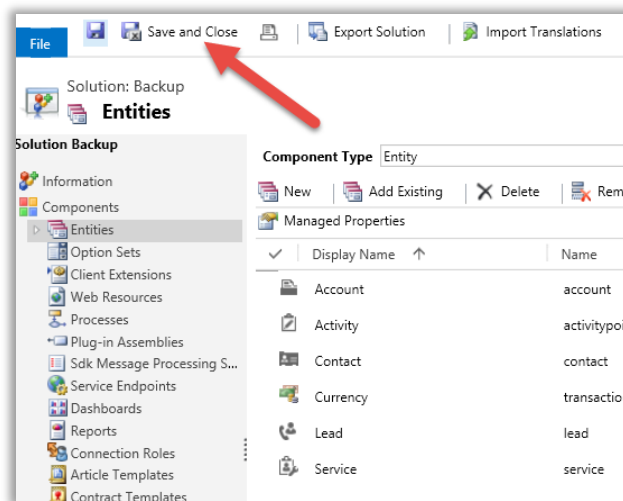 File
Save and Close
Export Solution
Import Translations
Solution: Backup
Entities
Solution Backup
Information
Components
Entities
Option Sets
Client Extensions
Web Resources
Processes
Plug-in Assemblies
Sdk Message Processing S...
Service Endpoints
Dashboards
Reports
Connection Roles
Article Templates
Contract Templates
Component Type Entity
New Add Existing Delete Rem
Managed Properties
Display Name Name
Account account
Activity activitypoi
Contact contact
Currency transactio
Lead lead
Service service